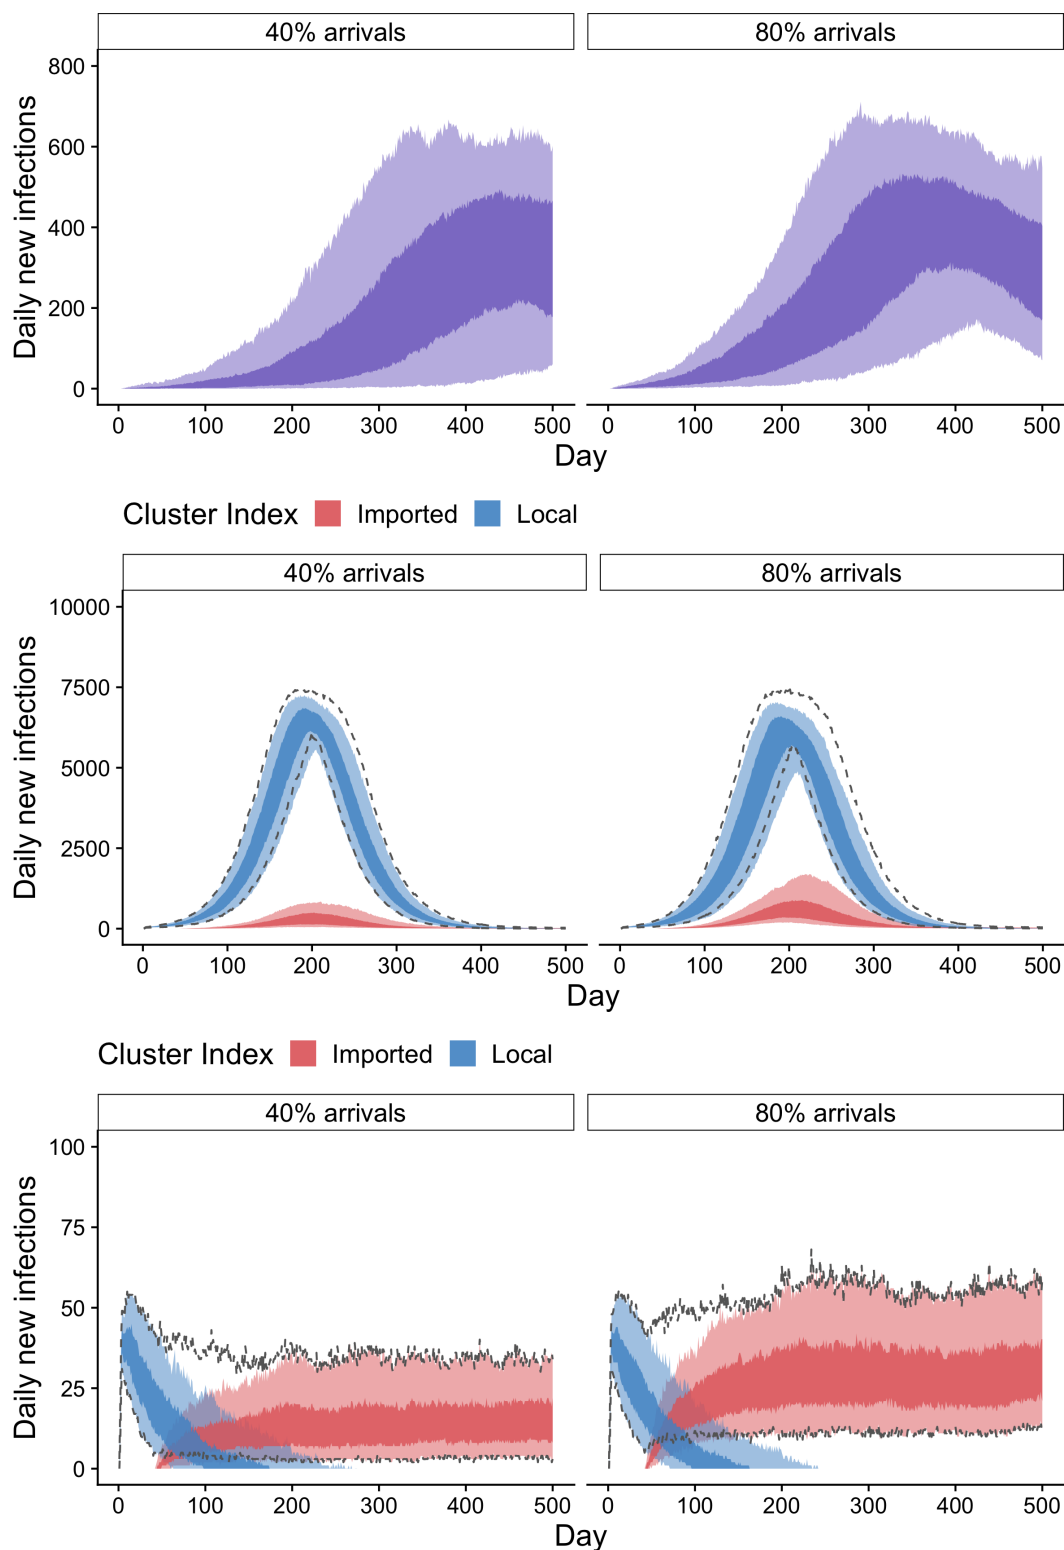 40% arrivals 80% arrivals
800
600
400
200
0
Daily new infections
0 100 200 300 400 500 0 100 200 300 400 500
Day
Cluster Index Imported Local
40% arrivals 80% arrivals
10000
7500
5000
2500
0
Daily new infections
0 100 200 300 400 500 0 100 200 300 400 500
Day
Cluster Index Imported Local
40% arrivals 80% arrivals
100
75
50
25
0
Daily new infections
0 100 200 300 400 500 0 100 200 300 400 500
Day